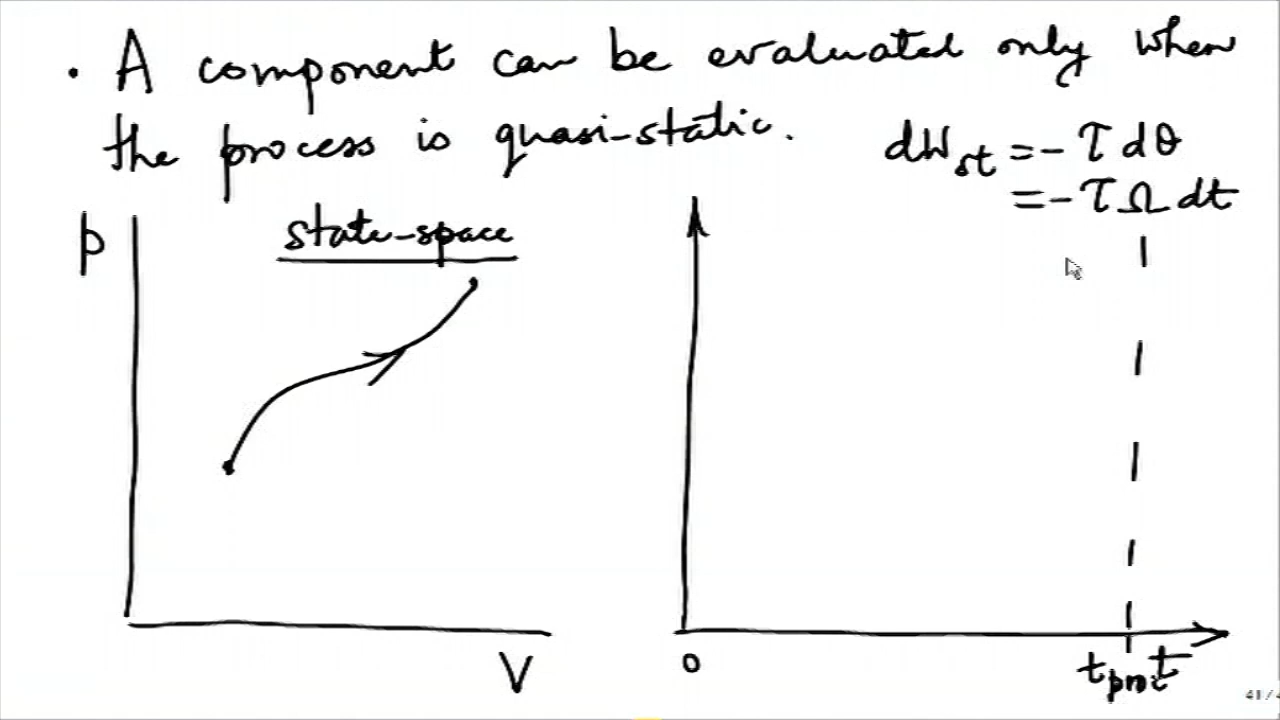 · A component can be evaluated only when
the process is quasi-static.
dW_st = - τ dθ
= - τ Ω dt
p
state-space
V
0
t_proc
t